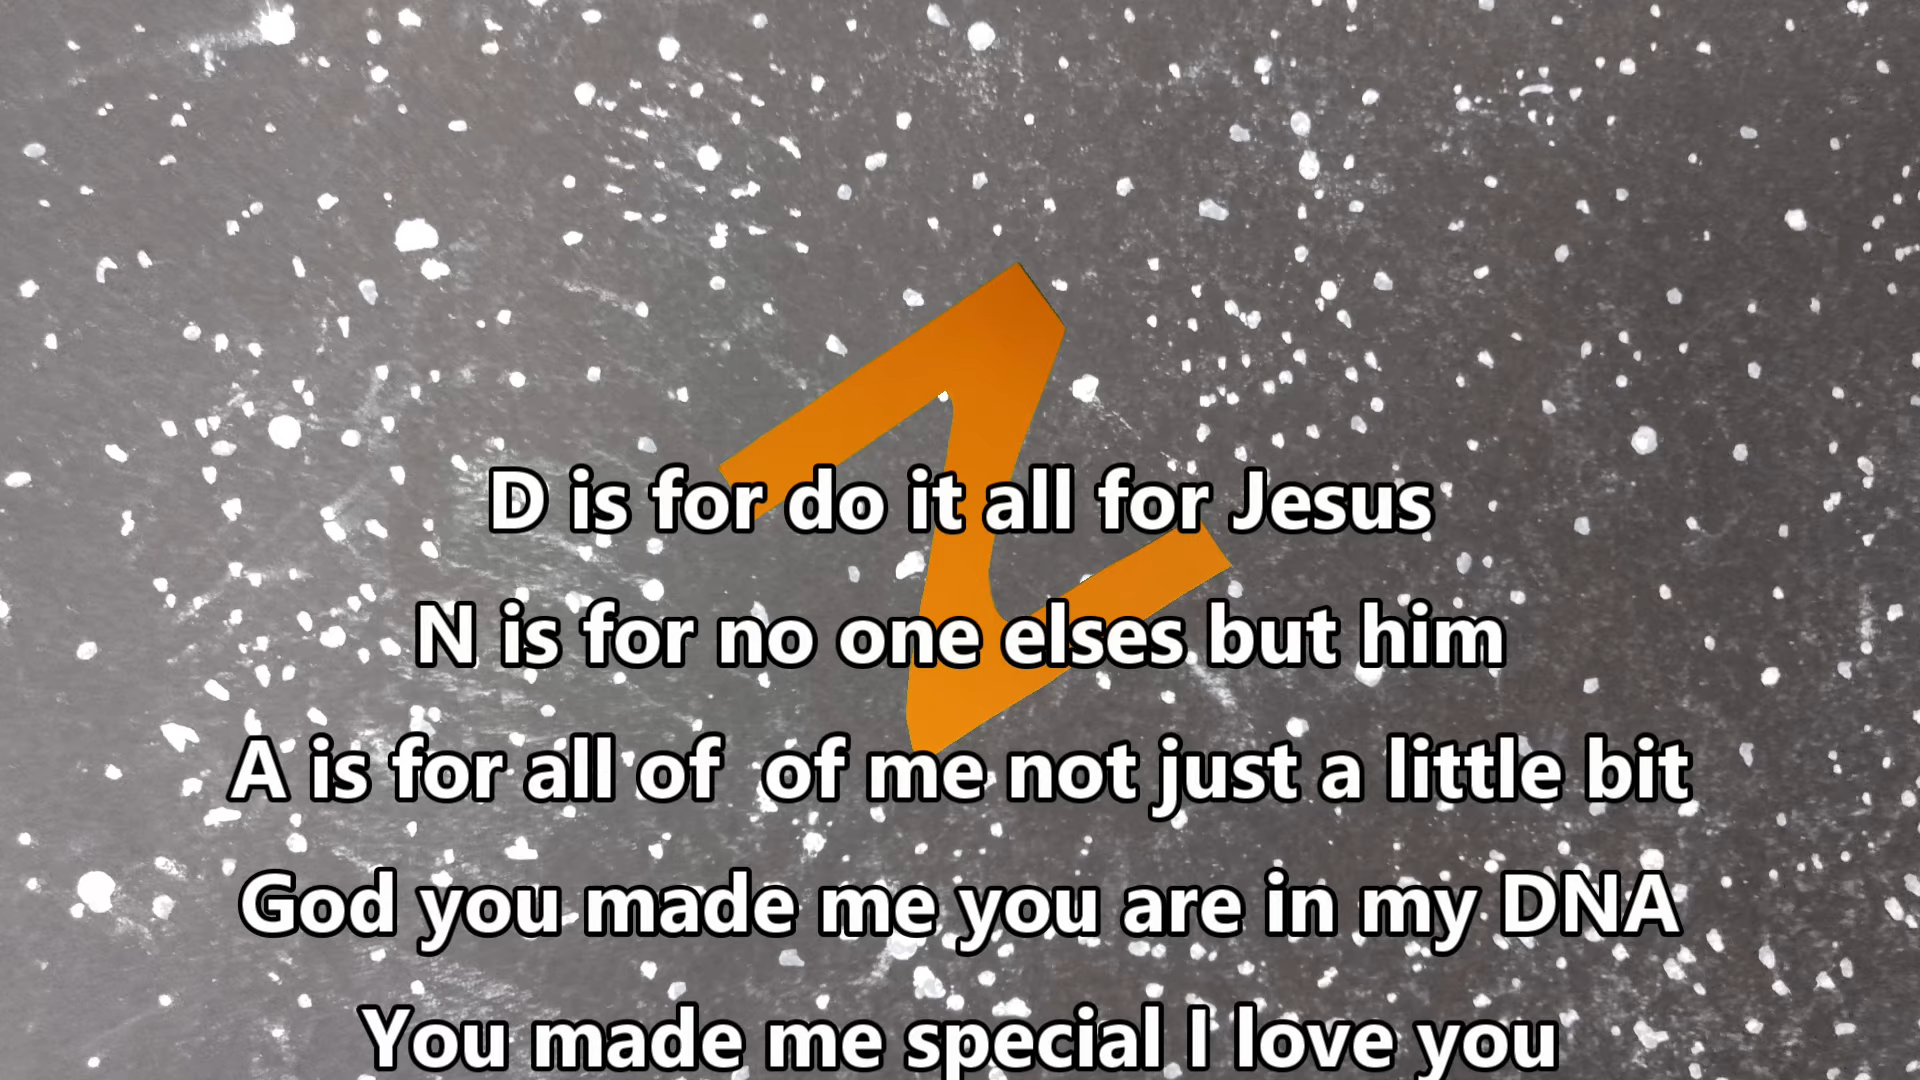 D is for do it all for Jesus
N is for no one elses but him
A is for all of  of me not just a little bit
God you made me you are in my DNA
You made me special I love you